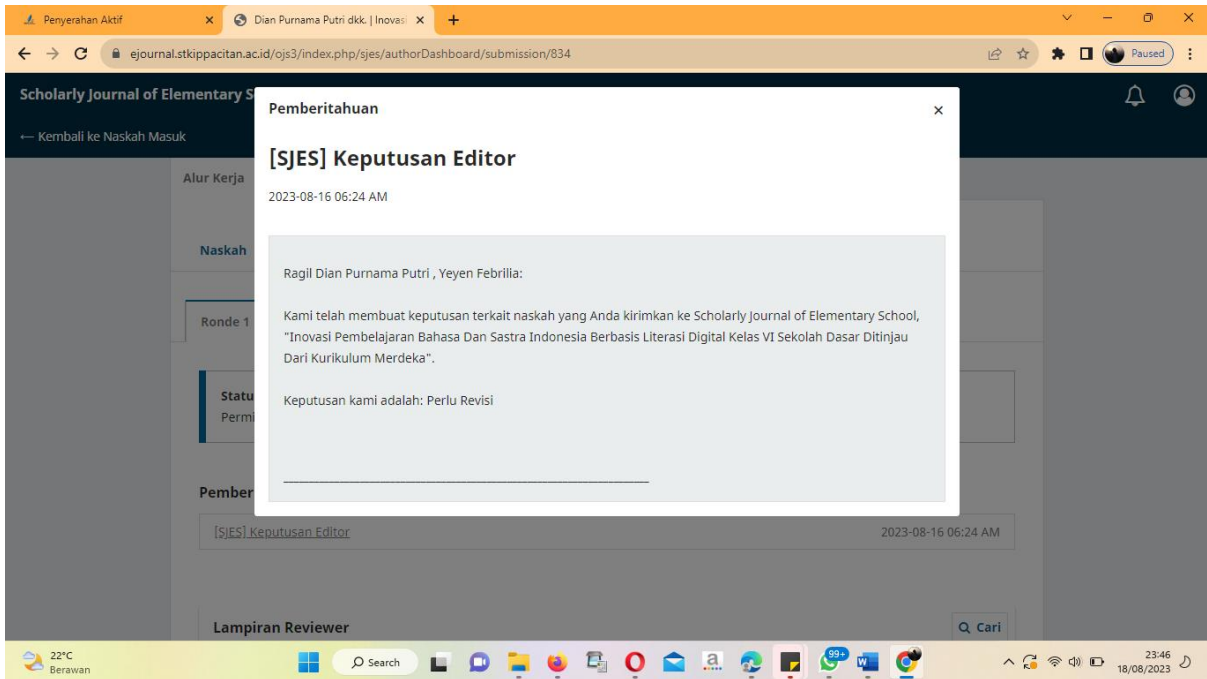 Penyerahan Aktif
Dian Purnama Putri dkk. | Inovas
ejournal.stkippacitan.ac.id/ojs3/index.php/sjes/authorDashboard/submission/834
Paused
Scholarly Journal of Elementary S
← Kembali ke Naskah Masuk
Pemberitahuan
[SJES] Keputusan Editor
2023-08-16 06:24 AM
Alur Kerja
Naskah
Ronde 1
Ragil Dian Purnama Putri , Yeyen Febrilia:
Kami telah membuat keputusan terkait naskah yang Anda kirimkan ke Scholarly Journal of Elementary School,
"Inovasi Pembelajaran Bahasa Dan Sastra Indonesia Berbasis Literasi Digital Kelas VI Sekolah Dasar Ditinjau
Dari Kurikulum Merdeka".
Keputusan kami adalah: Perlu Revisi
Statu
Permi
Pember
[SJES] Keputusan Editor 2023-08-16 06:24 AM
Lampiran Reviewer
Cari
22°C
Berawan
Search
a
99+
23:46
18/08/2023